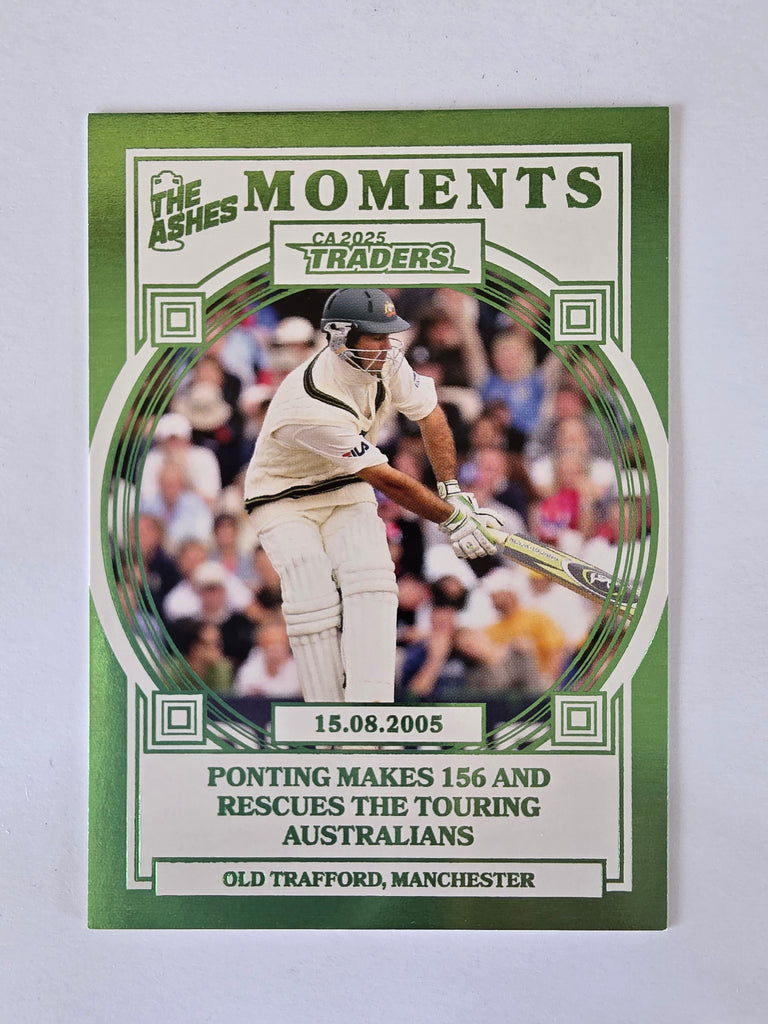 THE
ASHES
MOMENTS
CA 2025
TRADERS
FILA
15.08.2005
PONTING MAKES 156 AND
RESCUES THE TOURING
AUSTRALIANS
OLD TRAFFORD, MANCHESTER